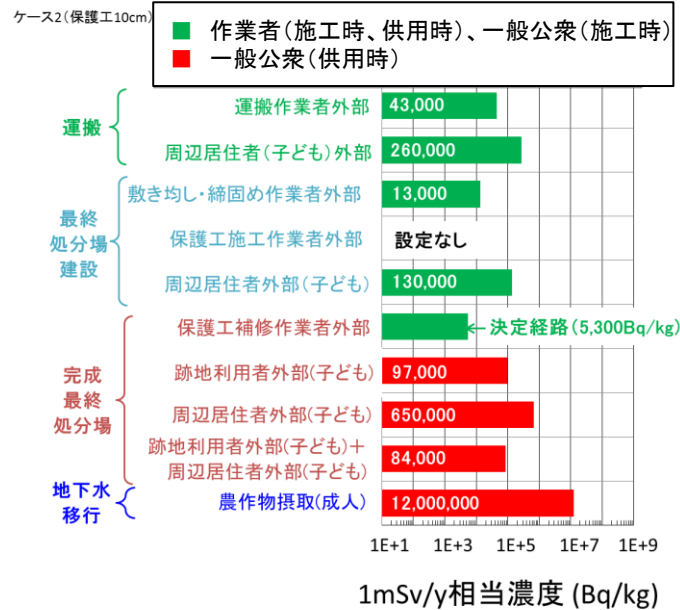 ケース2(保護工10cm)
■ 作業者(施工時、供用時)、一般公衆(施工時)
■ 一般公衆(供用時)
運搬
運搬作業者外部
43,000
周辺居住者(子ども)外部
260,000
最終
処分場
建設
敷き均し・締固め作業者外部
13,000
保護工施工作業者外部
設定なし
周辺居住者外部(子ども)
130,000
完成
最終
処分場
保護工補修作業者外部
←決定経路(5,300Bq/kg)
跡地利用者外部(子ども)
97,000
周辺居住者外部(子ども)
650,000
跡地利用者外部(子ども)+
周辺居住者外部(子ども)
84,000
地下水
移行
農作物摂取(成人)
12,000,000
1E+1 1E+3 1E+5 1E+7 1E+9
1mSv/y相当濃度 (Bq/kg)